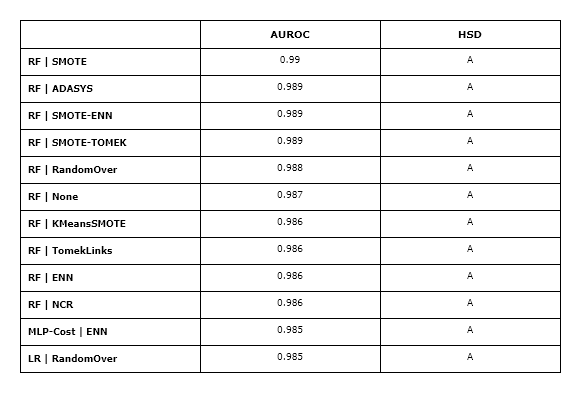 AUROC HSD
RF | SMOTE 0.99 A
RF | ADASYS 0.989 A
RF | SMOTE-ENN 0.989 A
RF | SMOTE-TOMEK 0.989 A
RF | RandomOver 0.988 A
RF | None 0.987 A
RF | KMeansSMOTE 0.986 A
RF | TomekLinks 0.986 A
RF | ENN 0.986 A
RF | NCR 0.986 A
MLP-Cost | ENN 0.985 A
LR | RandomOver 0.985 A